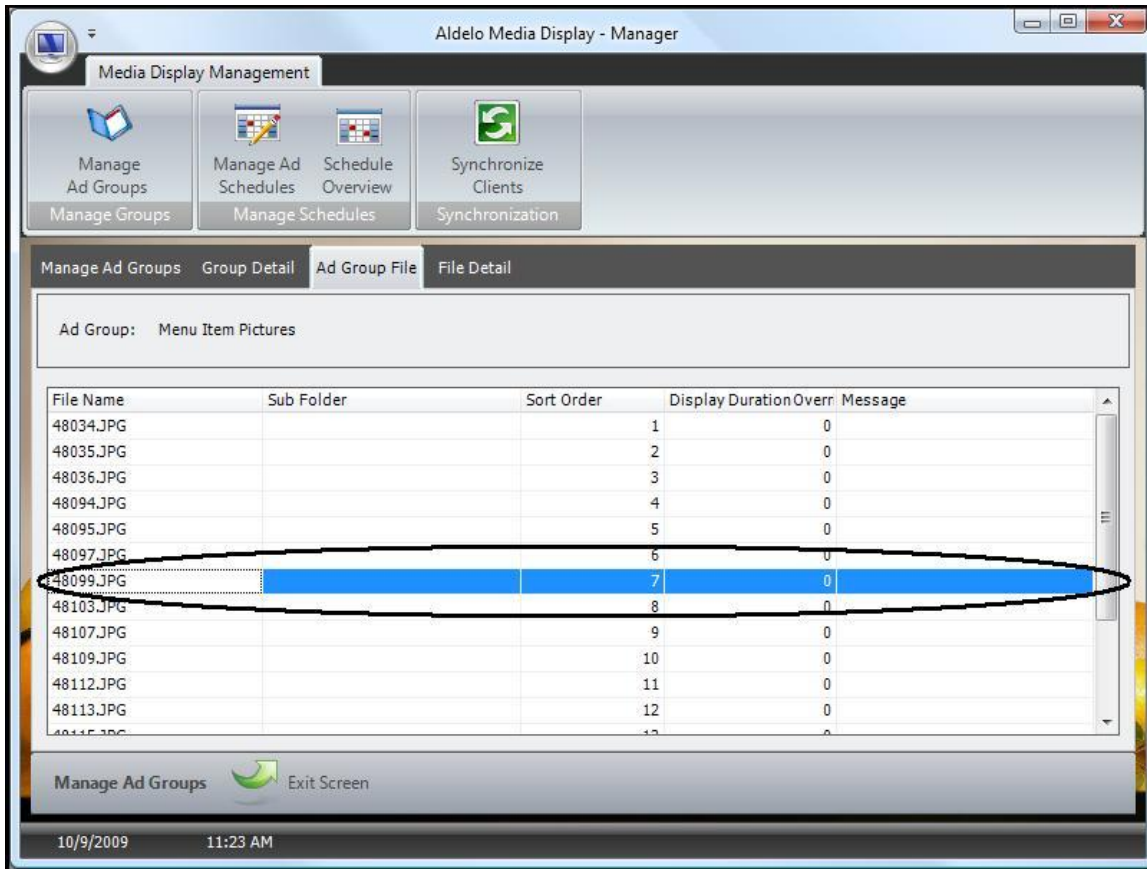 Aldelo Media Display - Manager
Media Display Management
Manage Ad Groups
Manage Ad Schedules
Schedule Overview
Synchronize Clients
Manage Groups
Manage Schedules
Synchronization
Manage Ad Groups Group Detail Ad Group File File Detail
Ad Group: Menu Item Pictures
File Name Sub Folder Sort Order Display Duration Overr Message
48034.JPG 1 0
48035.JPG 2 0
48036.JPG 3 0
48094.JPG 4 0
48095.JPG 5 0
48097.JPG 6 0
48099.JPG 7 0
48103.JPG 8 0
48107.JPG 9 0
48109.JPG 10 0
48112.JPG 11 0
48113.JPG 12 0
Manage Ad Groups Exit Screen
10/9/2009 11:23 AM